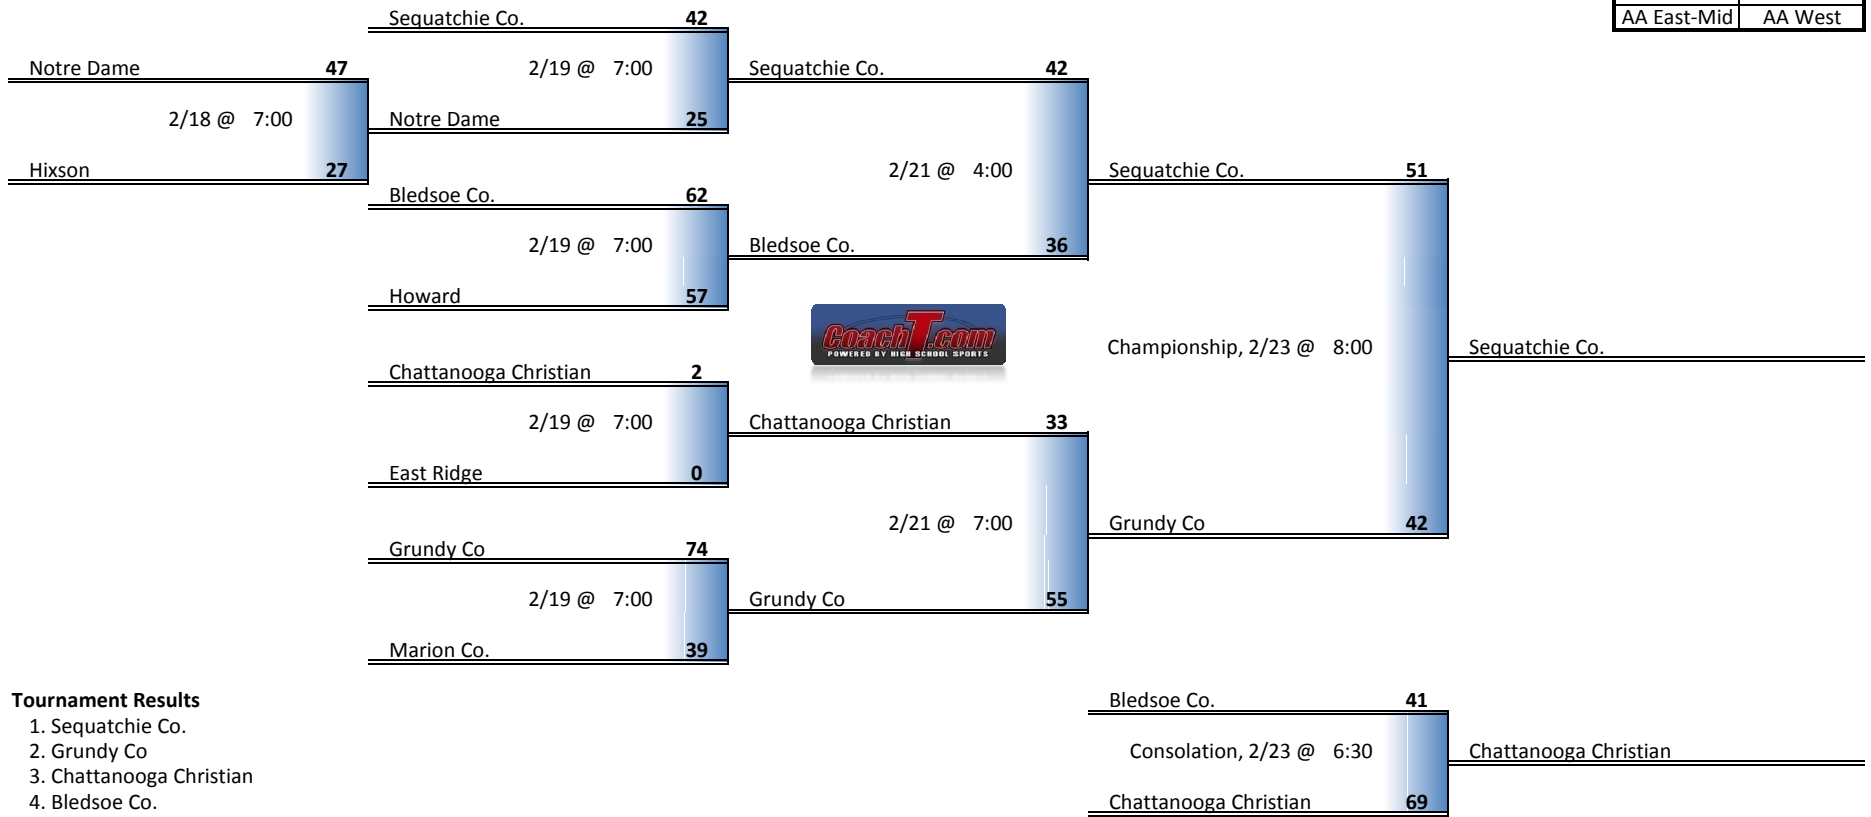 AA East-Mid AA West
Sequatchie Co. 42
Notre Dame 47
2/19 @ 7:00
Sequatchie Co. 42
2/18 @ 7:00
Notre Dame 25
Hixson 27
2/21 @ 4:00
Sequatchie Co. 51
Bledsoe Co. 62
2/19 @ 7:00
Bledsoe Co. 36
Howard 57
CoachT.com
POWERED BY HIGH SCHOOL SPORTS
Championship, 2/23 @ 8:00
Sequatchie Co.
Chattanooga Christian 2
2/19 @ 7:00
Chattanooga Christian 33
East Ridge 0
2/21 @ 7:00
Grundy Co 42
Grundy Co 74
2/19 @ 7:00
Grundy Co 55
Marion Co. 39
Tournament Results
1. Sequatchie Co.
2. Grundy Co
3. Chattanooga Christian
4. Bledsoe Co.
Bledsoe Co. 41
Consolation, 2/23 @ 6:30
Chattanooga Christian
Chattanooga Christian 69